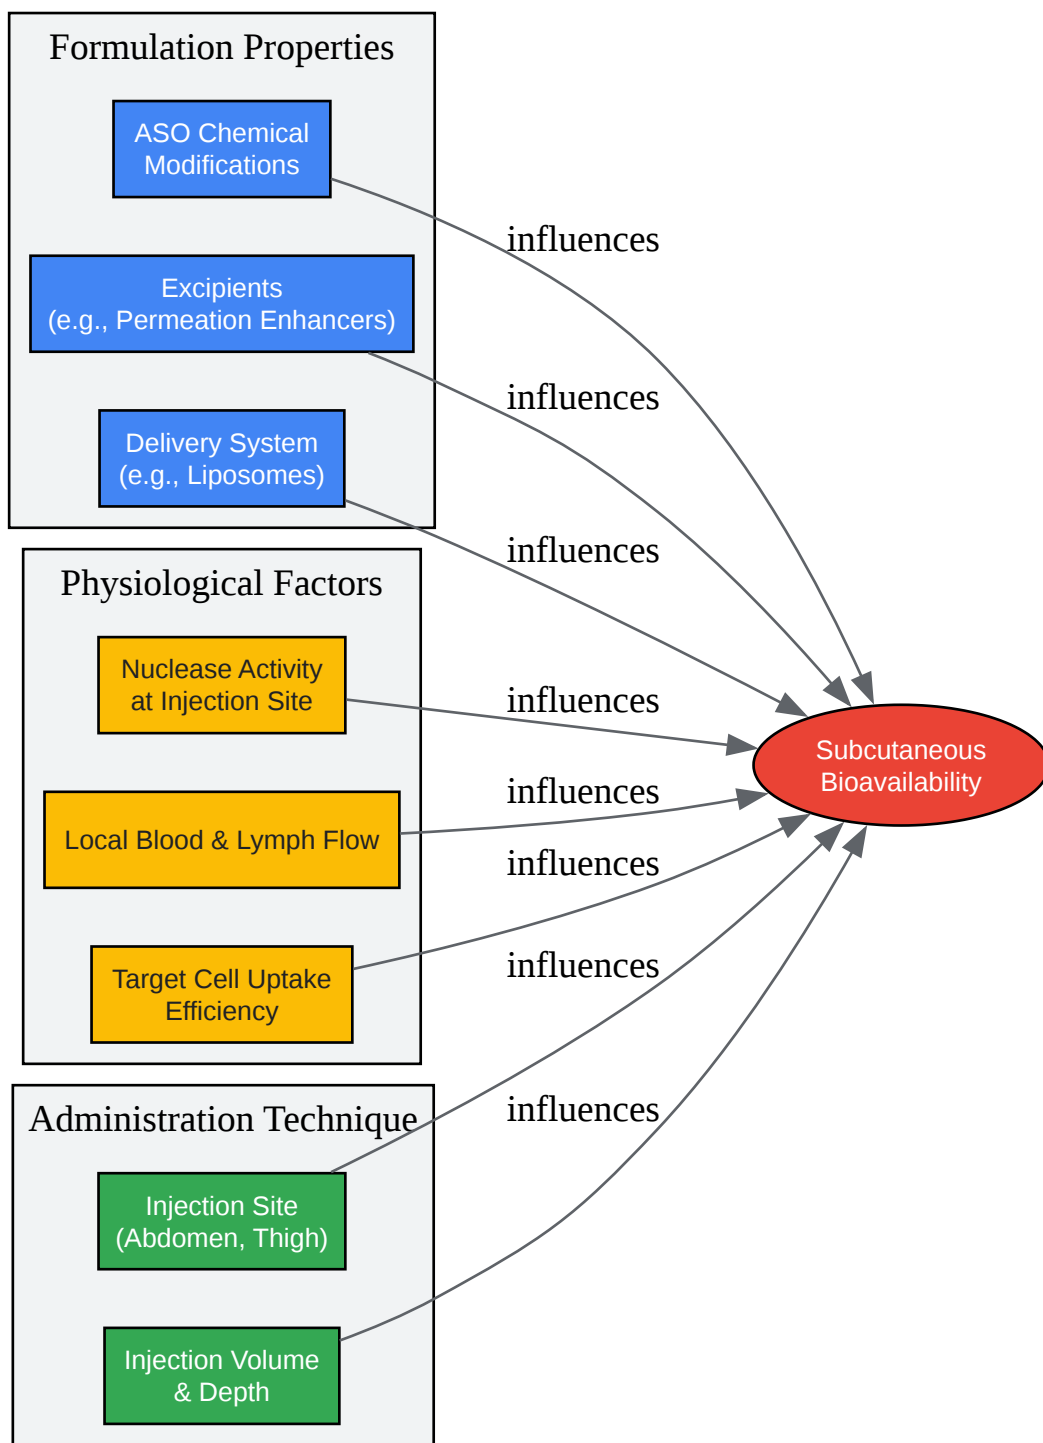 Formulation Properties
ASO Chemical
Modifications
influences
Excipients
(e.g., Permeation Enhancers)
influences
Delivery System
(e.g., Liposomes)
influences
Physiological Factors
Nuclease Activity
at Injection Site
influences
Subcutaneous
Bioavailability
Local Blood & Lymph Flow
influences
influences
Target Cell Uptake
Efficiency
influences
Administration Technique
influences
Injection Site
(Abdomen, Thigh)
Injection Volume
& Depth